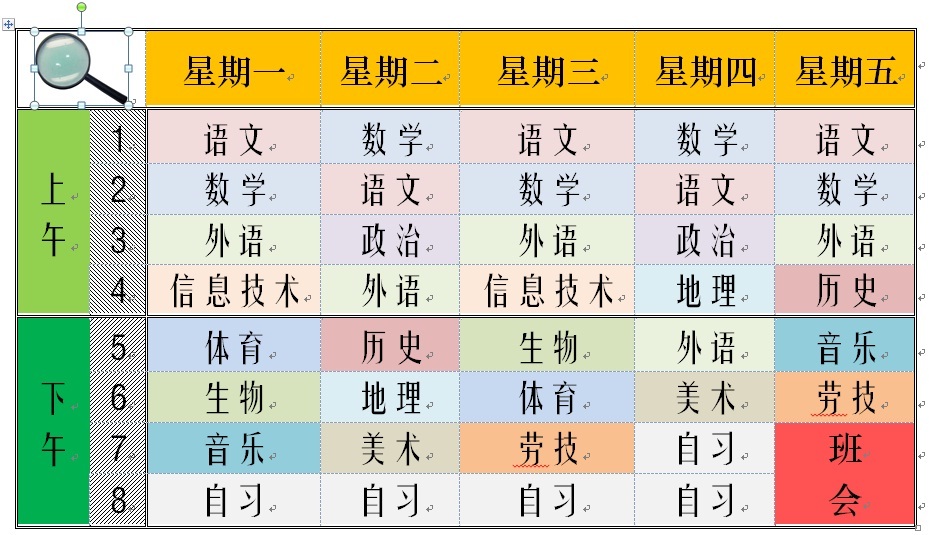 星期一 星期二 星期三 星期四 星期五
上午
1 语文 数学 语文 数学 语文
2 数学 语文 数学 语文 数学
3 外语 政治 外语 政治 外语
4 信息技术 外语 信息技术 地理 历史
下午
5 体育 历史 生物 外语 音乐
6 生物 地理 体育 美术 劳技
7 音乐 美术 劳技 自习 班会
8 自习 自习 自习 自习